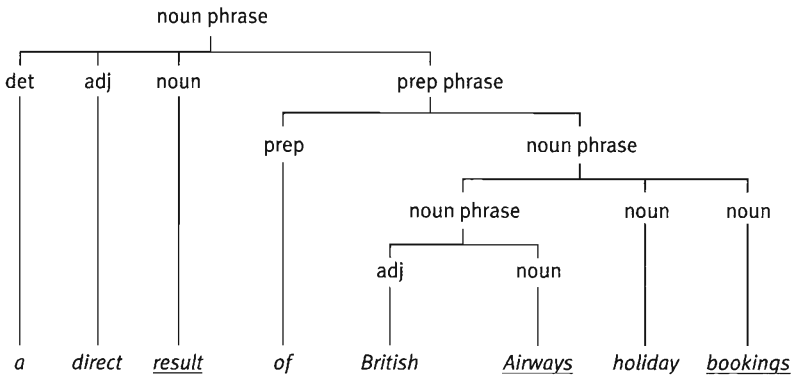 noun phrase
det adj noun prep phrase
prep noun phrase
noun phrase noun noun
adj noun
a direct result of British Airways holiday bookings